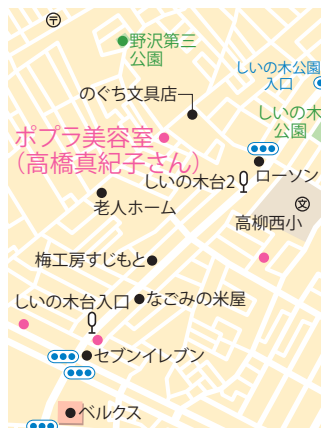 野沢第三
公園
しいの木公園
入口
のぐち文具店
しいの木
公園
ポプラ美容室
(高橋真紀子さん)
しいの木台2
ローソン
老人ホーム
高柳西小
梅工房すじもと
しいの木台入口
なごみの米屋
セブンイレブン
ベルクス